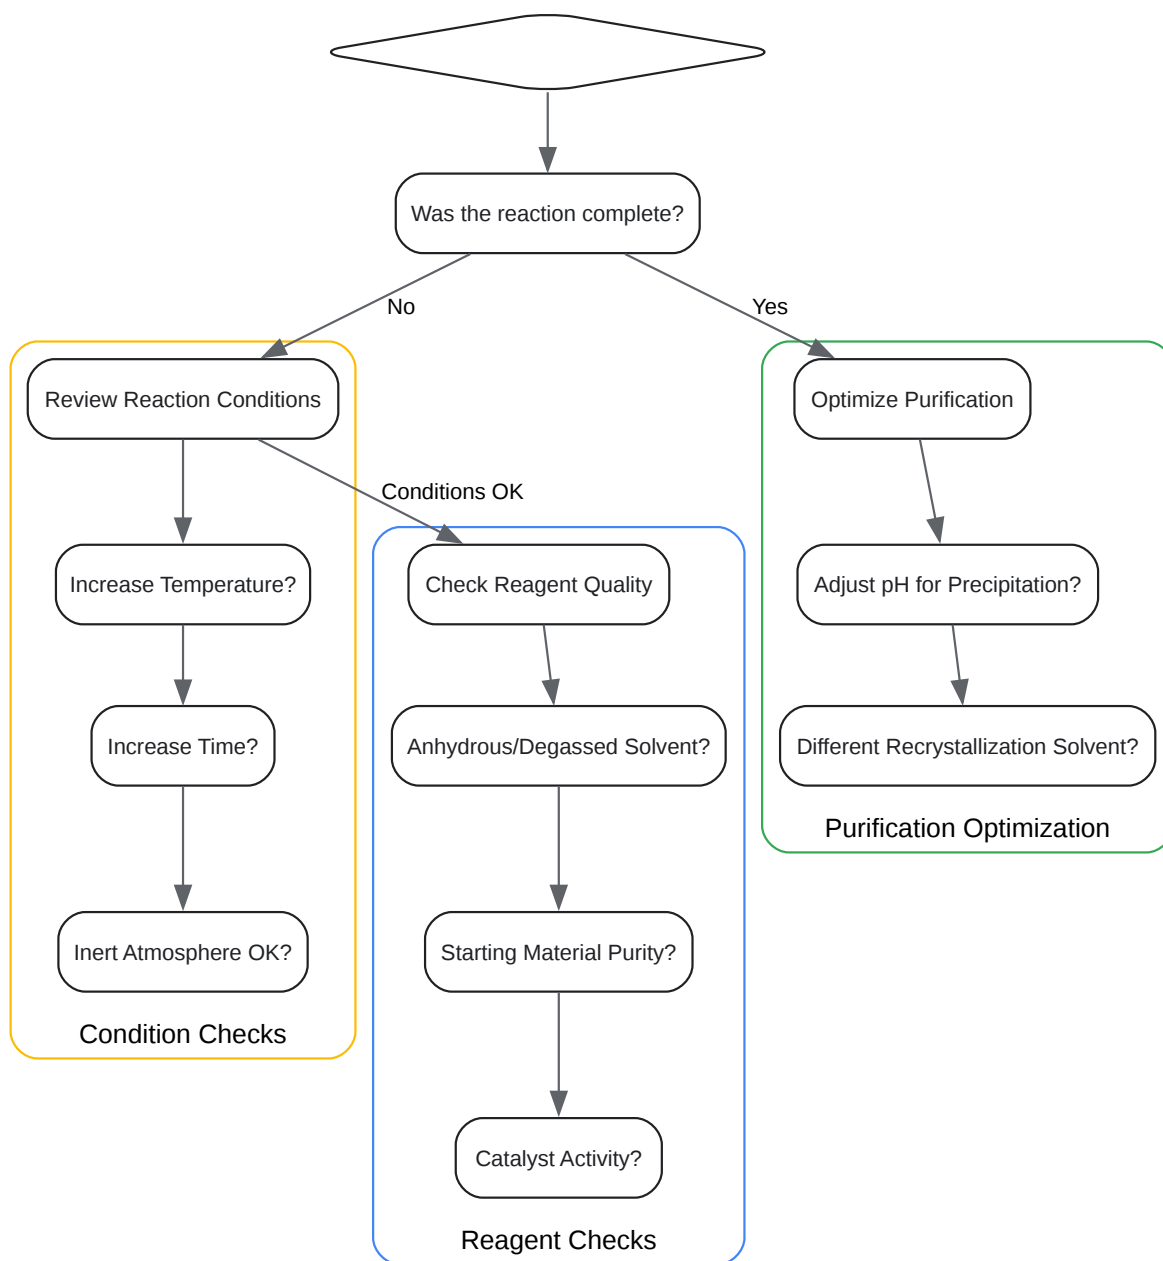 Was the reaction complete?
No
Yes
Review Reaction Conditions
Optimize Purification
Conditions OK
Increase Temperature?
Check Reagent Quality
Adjust pH for Precipitation?
Increase Time?
Anhydrous/Degassed Solvent?
Different Recrystallization Solvent?
Purification Optimization
Inert Atmosphere OK?
Starting Material Purity?
Condition Checks
Catalyst Activity?
Reagent Checks